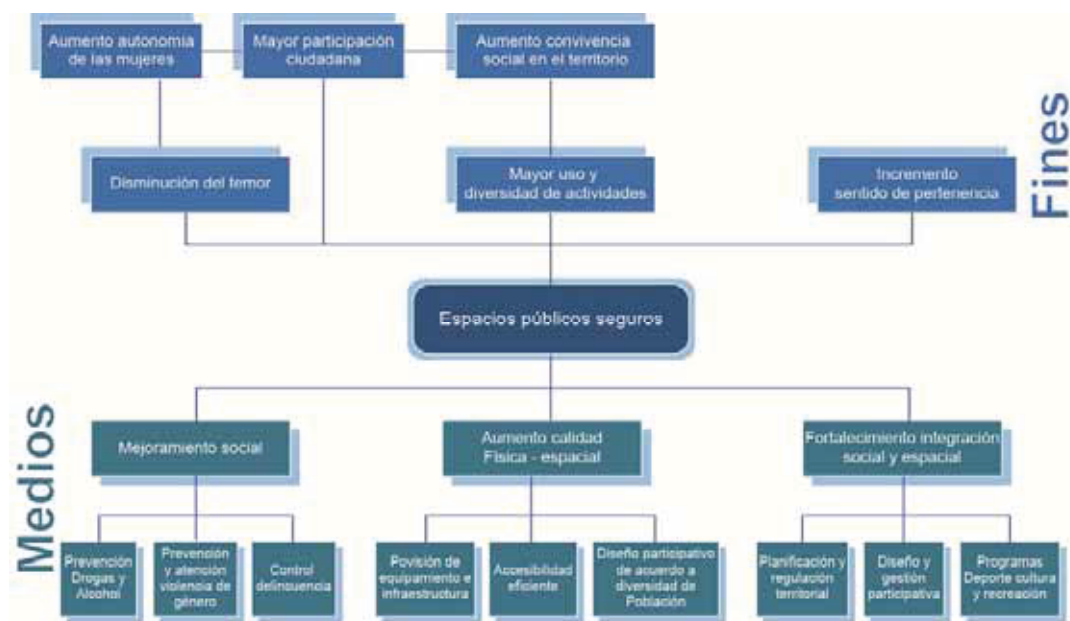 Aumento autonomia
de las mujeres
Mayor participación
ciudadana
Aumento convivencia
social en el territorio
Disminución del temor
Mayor uso y
diversidad de actividades
Incremento
sentido de pertenencia
Fines
Espacios públicos seguros
Medios
Mejoramiento social
Aumento calidad
Física - espacial
Fortalecimiento integración
social y espacial
Prevención
Drogas y
Alcohol
Prevención
y atención
violencia de
género
Control
delincuencia
Povisión de
equipamiento e
infraestructura
Accesibilidad
eficiente
Diseño participativo
de acuerdo a
diversidad de
Población
Planificación y
regulación
territorial
Diseño y
gestión
participativa
Programas
Deporte cultura
y recreación